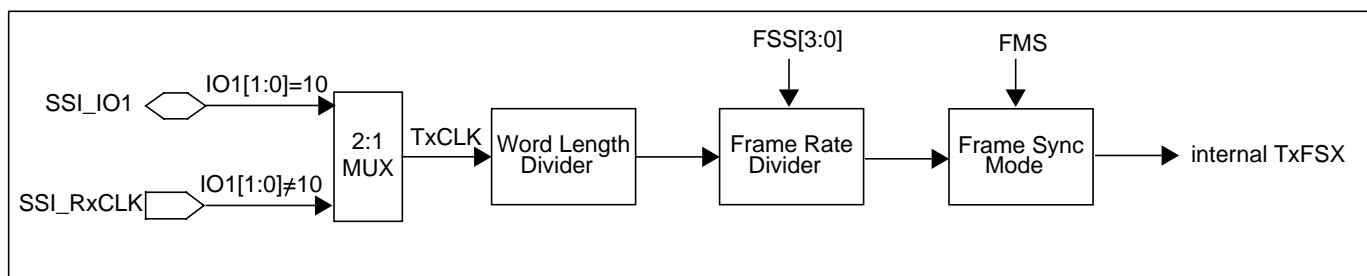 FSS[3:0]
FMS
IO1[1:0]=10
SSI_IO1
2:1
MUX
TxCLK
Word Length
Divider
Frame Rate
Divider
Frame Sync
Mode
internal TxFSX
IO1[1:0]≠10
SSI_RxCLK